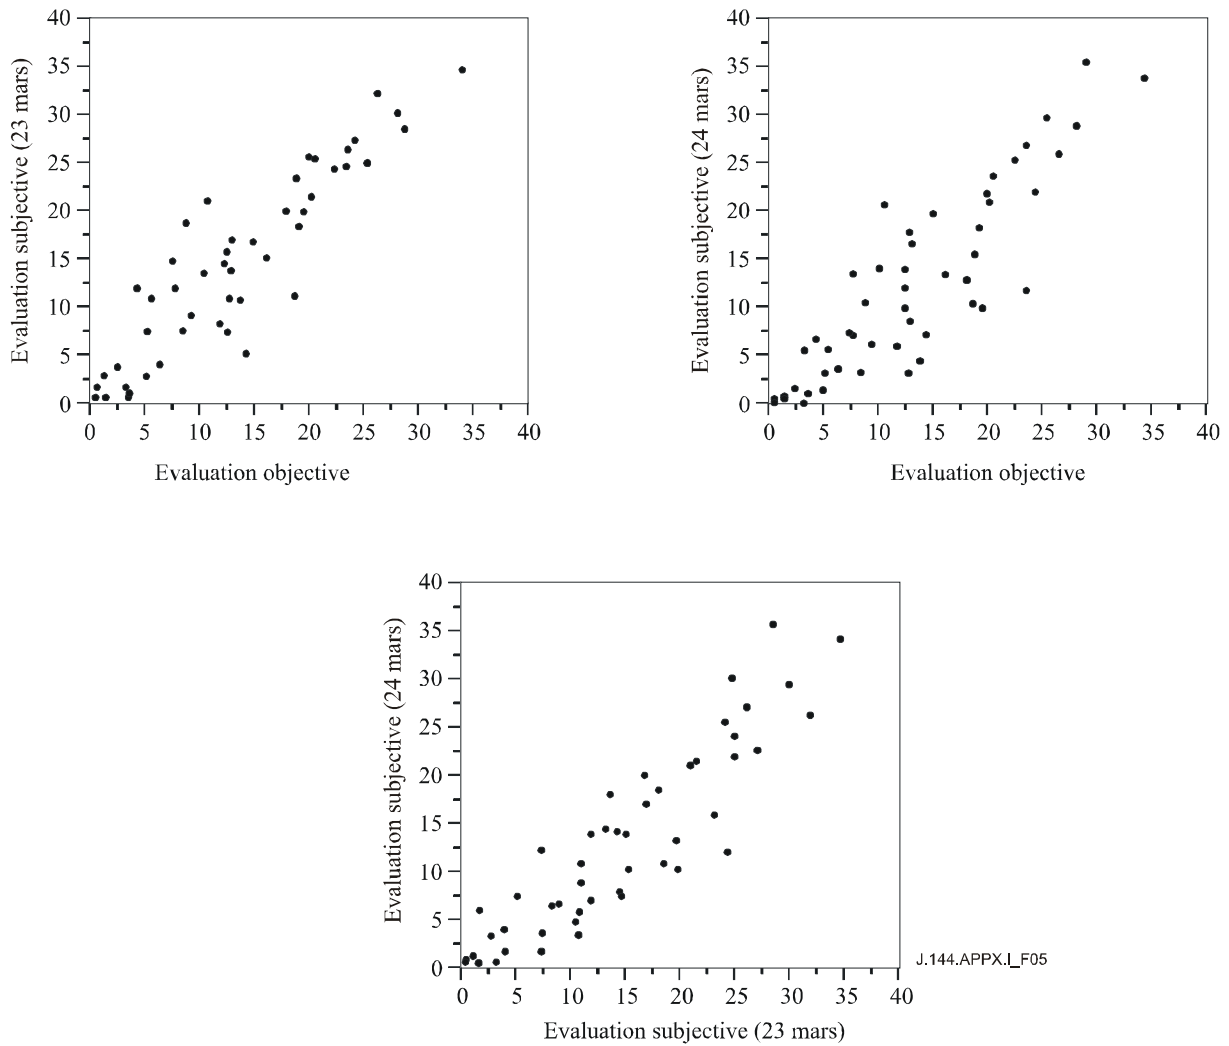 40
35
30
25
20
15
10
5
0
Evaluation subjective (23 mars)
0 5 10 15 20 25 30 35 40
Evaluation objective
40
35
30
25
20
15
10
5
0
Evaluation subjective (24 mars)
0 5 10 15 20 25 30 35 40
Evaluation objective
40
35
30
25
20
15
10
5
0
Evaluation subjective (24 mars)
0 5 10 15 20 25 30 35 40
Evaluation subjective (23 mars)
J.144.APPX.I_F05